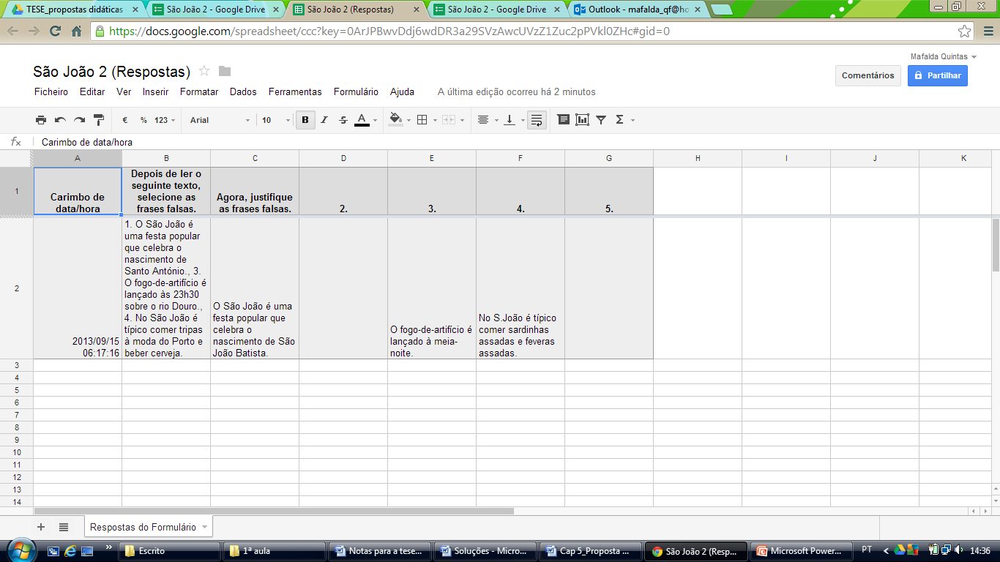 TESE_propostas didáticas
São João 2 - Google Drive
São João 2 (Respostas)
São João 2 - Google Drive
Outlook - mafalda_qf@ho
https://docs.google.com/spreadsheet/ccc?key=0ArJPBwvDdj6wdDR3a29SVzAwcUVzZ1Zuc2pPVkl0ZHc#gid=0
Mafalda Quintas
São João 2 (Respostas)
Comentários
Partilhar
Ficheiro Editar Ver Inserir Formatar Dados Ferramentas Formulário Ajuda A última edição ocorreu há 2 minutos
€ % 123 Arial 10 B I S A Σ
fx Carimbo de data/hora
A B C D E F G H I J K
1
Carimbo de
data/hora
Depois de ler o
seguinte texto,
selecione as
frases falsas.
Agora, justifique
as frases falsas.
2.
3.
4.
5.
2
2013/09/15
06:17:16
1. O São João é
uma festa popular
que celebra o
nascimento de
Santo António., 3.
O fogo-de-artifício é
lançado às 23h30
sobre o rio Douro.,
4. No São João é
típico comer tripas
à moda do Porto e
beber cerveja.
O São João é uma
festa popular que
celebra o
nascimento de São
João Batista.
O fogo-de-artifício é
lançado à meia-
noite.
No S.João é típico
comer sardinhas
assadas e feveras
assadas.
3
4
5
6
7
8
9
10
11
12
13
14
Respostas do Formulário
Escrito
1ª aula
Notas para a tese...
Soluções - Micro...
Cap 5_Proposta ...
São João 2 (Resp...
Microsoft Power...
PT
14:36